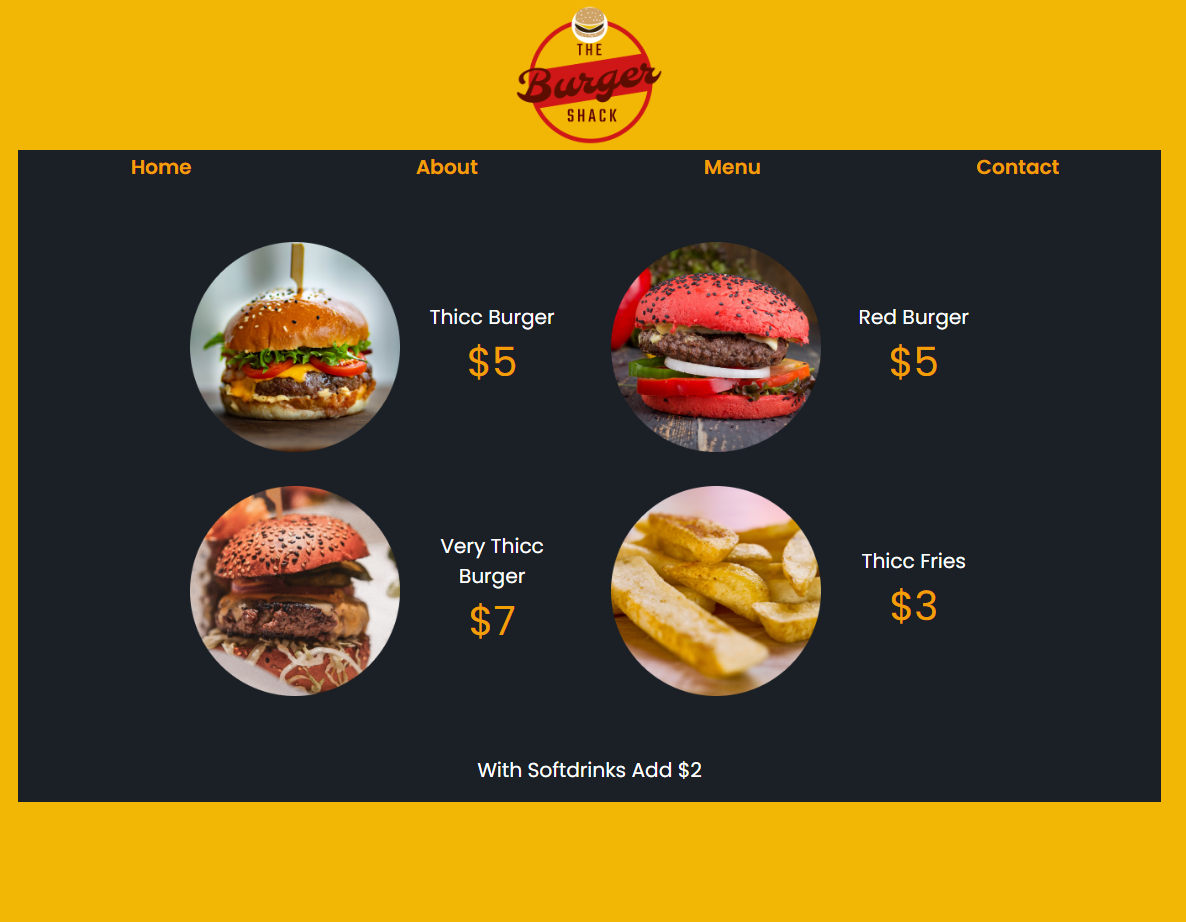 THE
Burger
SHACK
Home About Menu Contact
Thicc Burger
$5
Red Burger
$5
Very Thicc
Burger
$7
Thicc Fries
$3
With Softdrinks Add $2